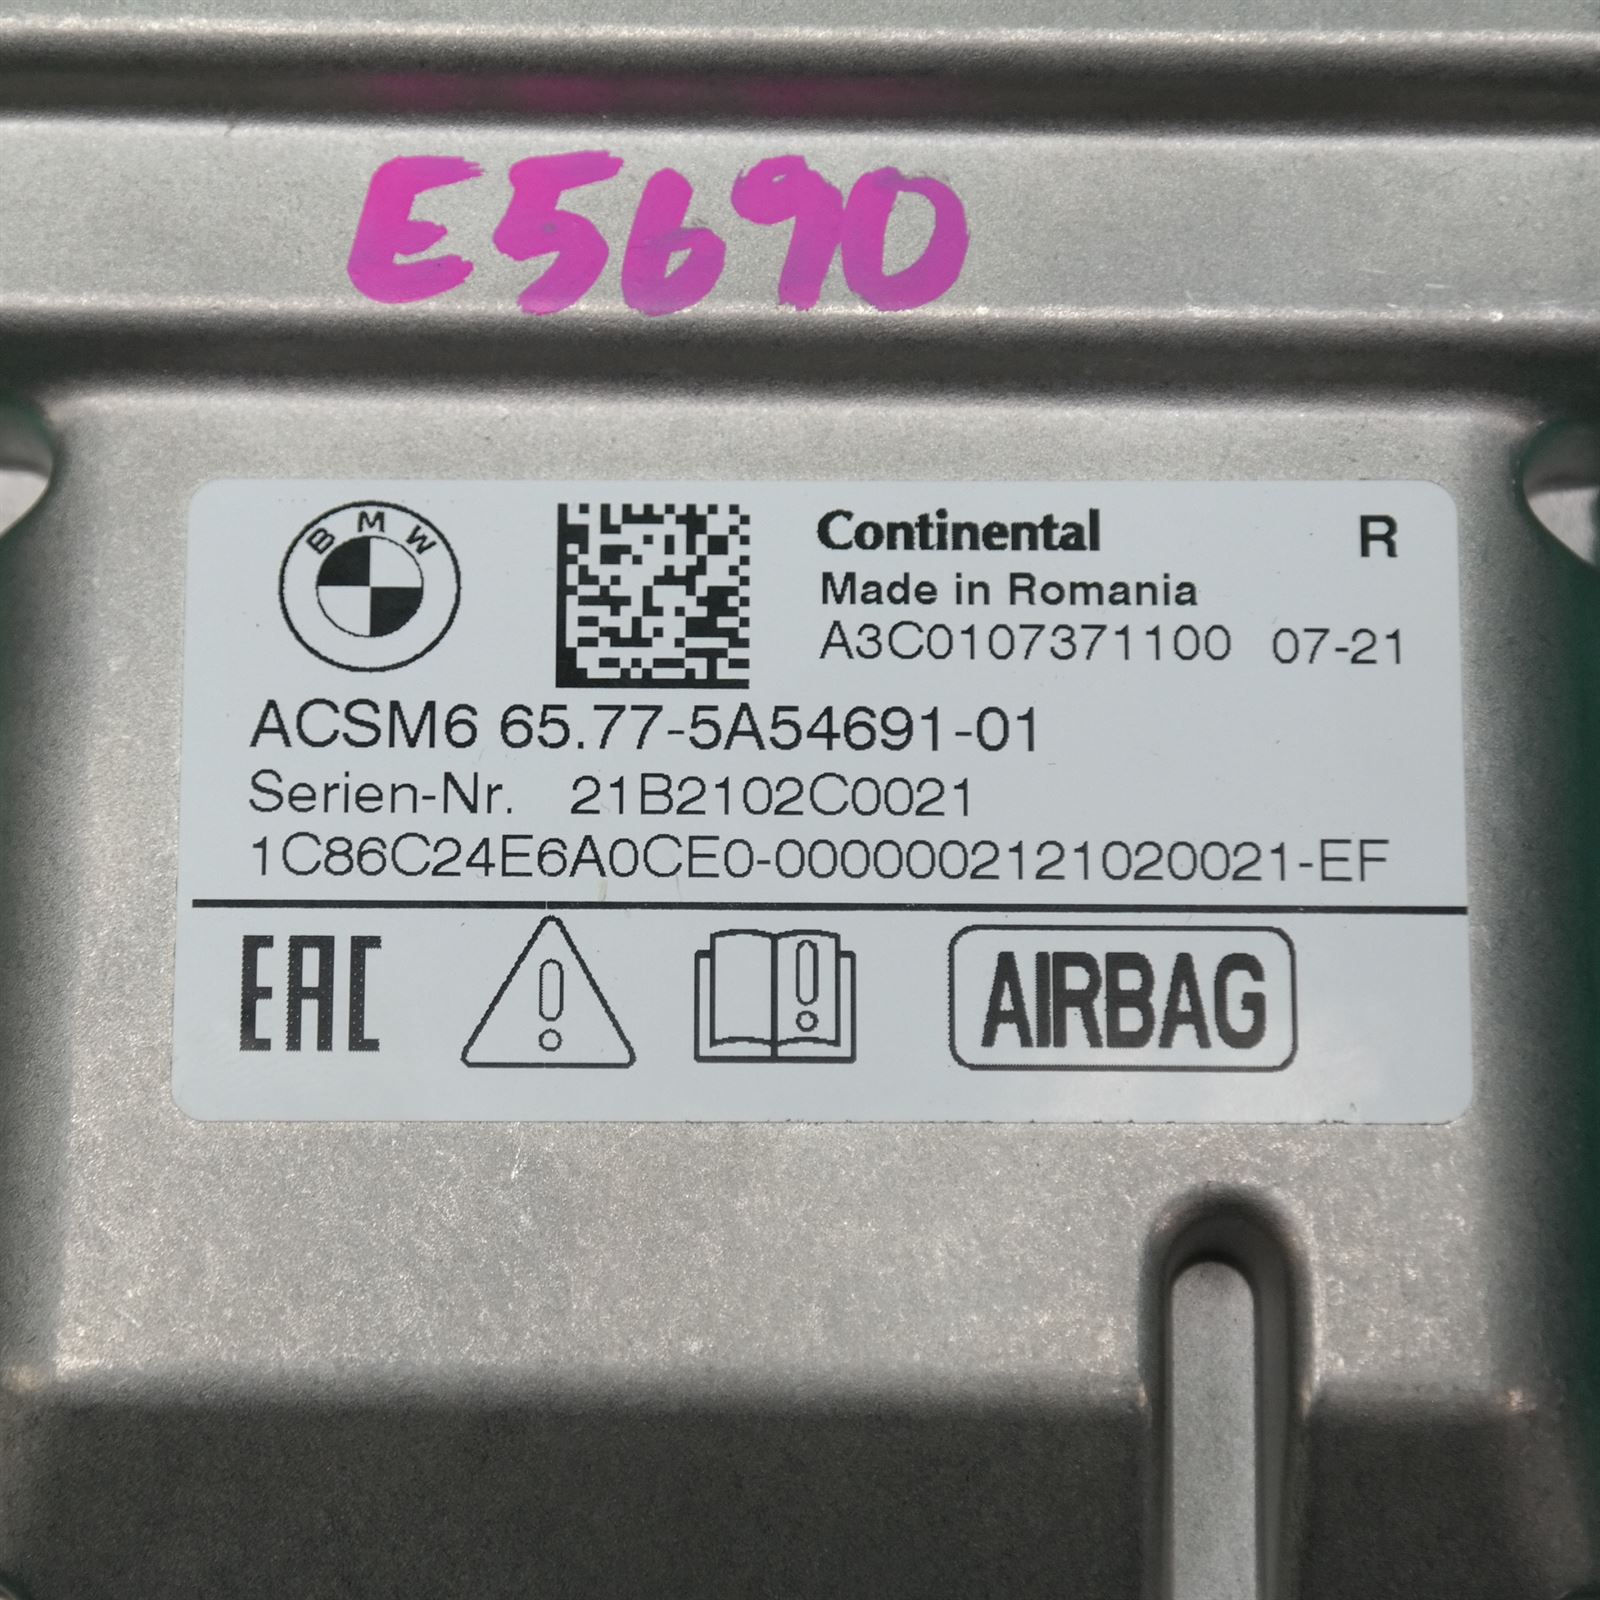 E5690
BMW
Continental R
Made in Romania
A3C0107371100 07-21
ACSM6 65.77-5A54691-01
Serien-Nr. 21B2102C0021
1C86C24E6A0CE0-0000002121020021-EF
EAC
AIRBAG